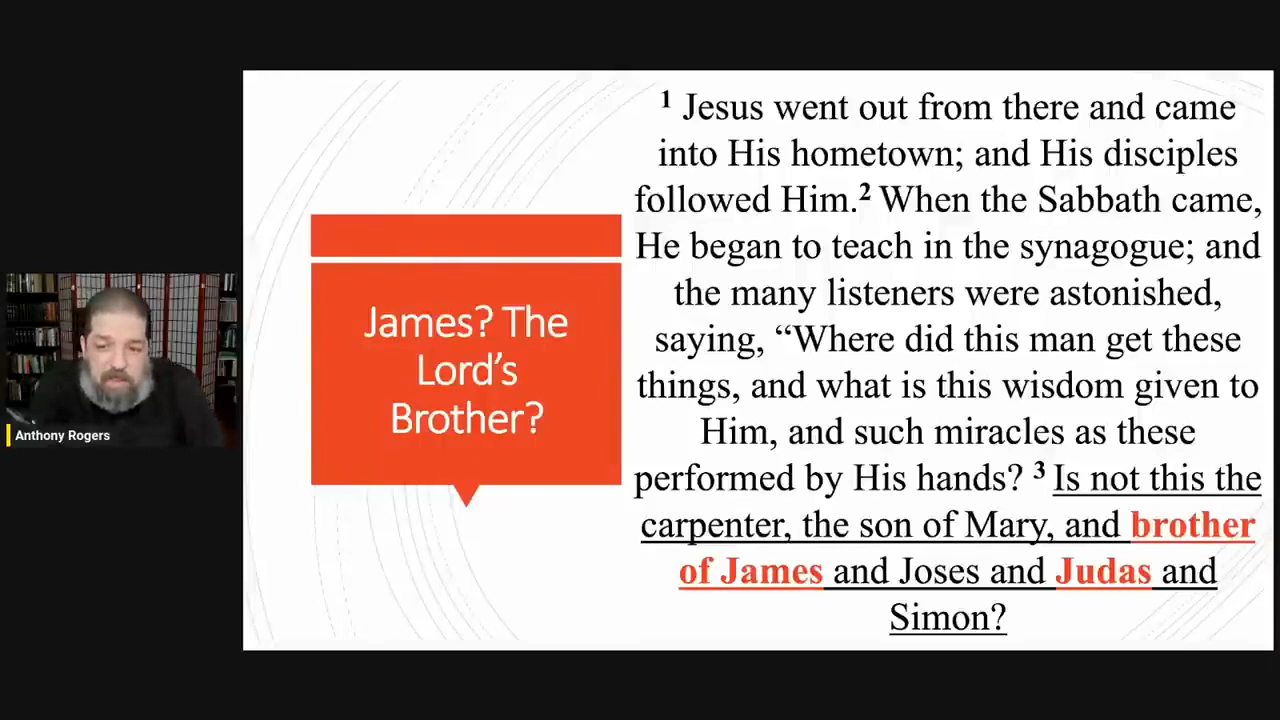 Anthony Rogers
James? The
Lord's
Brother?
¹ Jesus went out from there and came
into His hometown; and His disciples
followed Him.² When the Sabbath came,
He began to teach in the synagogue; and
the many listeners were astonished,
saying, “Where did this man get these
things, and what is this wisdom given to
Him, and such miracles as these
performed by His hands? ³ Is not this the
carpenter, the son of Mary, and brother
of James and Joses and Judas and
Simon?